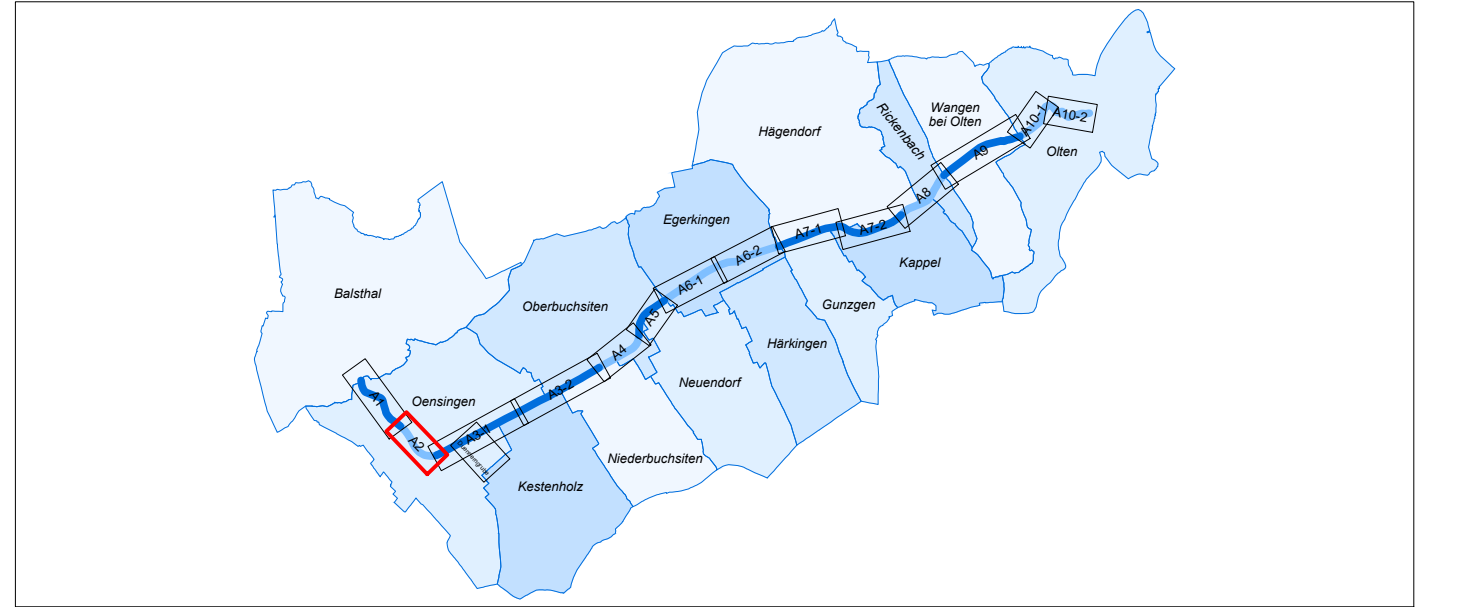 Hägendorf
Rickenbach
Wangen
bei Olten
A10-1
A10-2
Olten
A9
A8
Egerkingen
A7-1
A7-2
A6-2
Kappel
A6-1
Balsthal
Oberbuchsiten
A5
Gunzgen
Härkingen
A4
Neuendorf
A3-2
A1
Oensingen
A2
A3-1
Niederbuchsiten
Kestenholz